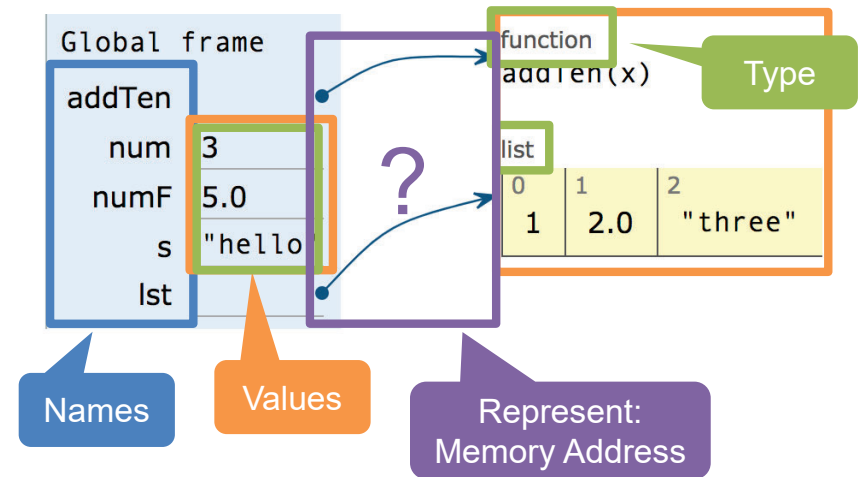 Global frame
addTen
num 3
numF 5.0
s "hello"
lst
?
function
addTen(x)
list
0 1 2
1 2.0 "three"
Type
Names
Values
Represent:
Memory Address